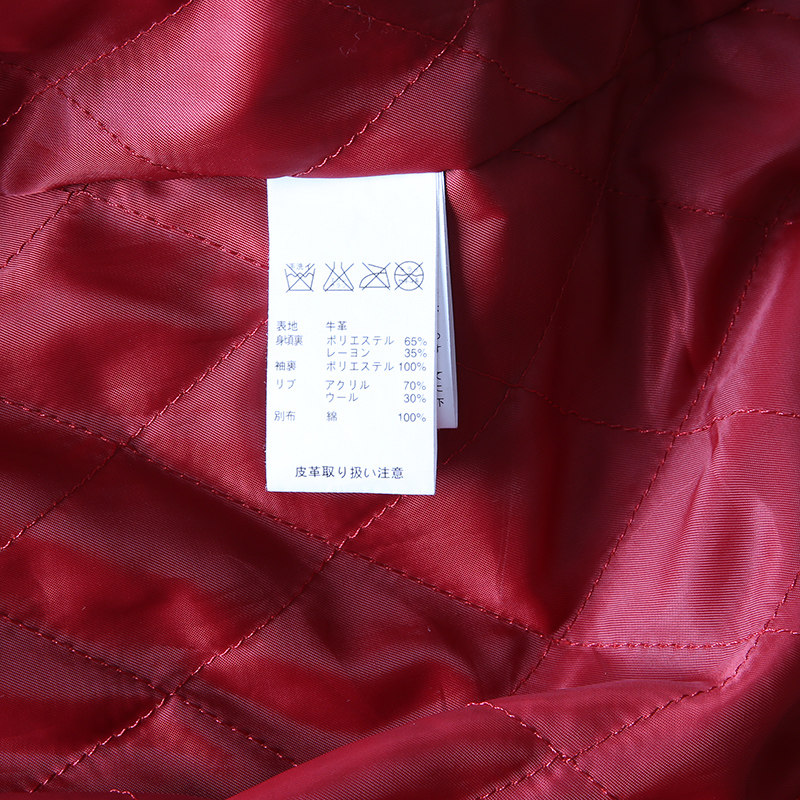 表地 牛革
身頃裏 ポリエステル 65%
レーヨン 35%
袖裏 ポリエステル 100%
リブ アクリル 70%
ウール 30%
別布 綿 100%
皮革取り扱い注意